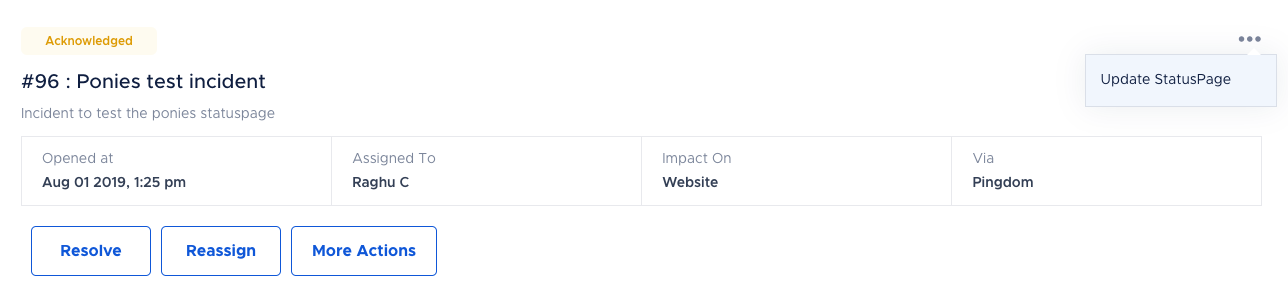 Acknowledged
#96 : Ponies test incident
Update StatusPage
Incident to test the ponies statuspage
Opened at
Aug 01 2019, 1:25 pm
Assigned To
Raghu C
Impact On
Website
Via
Pingdom
Resolve
Reassign
More Actions